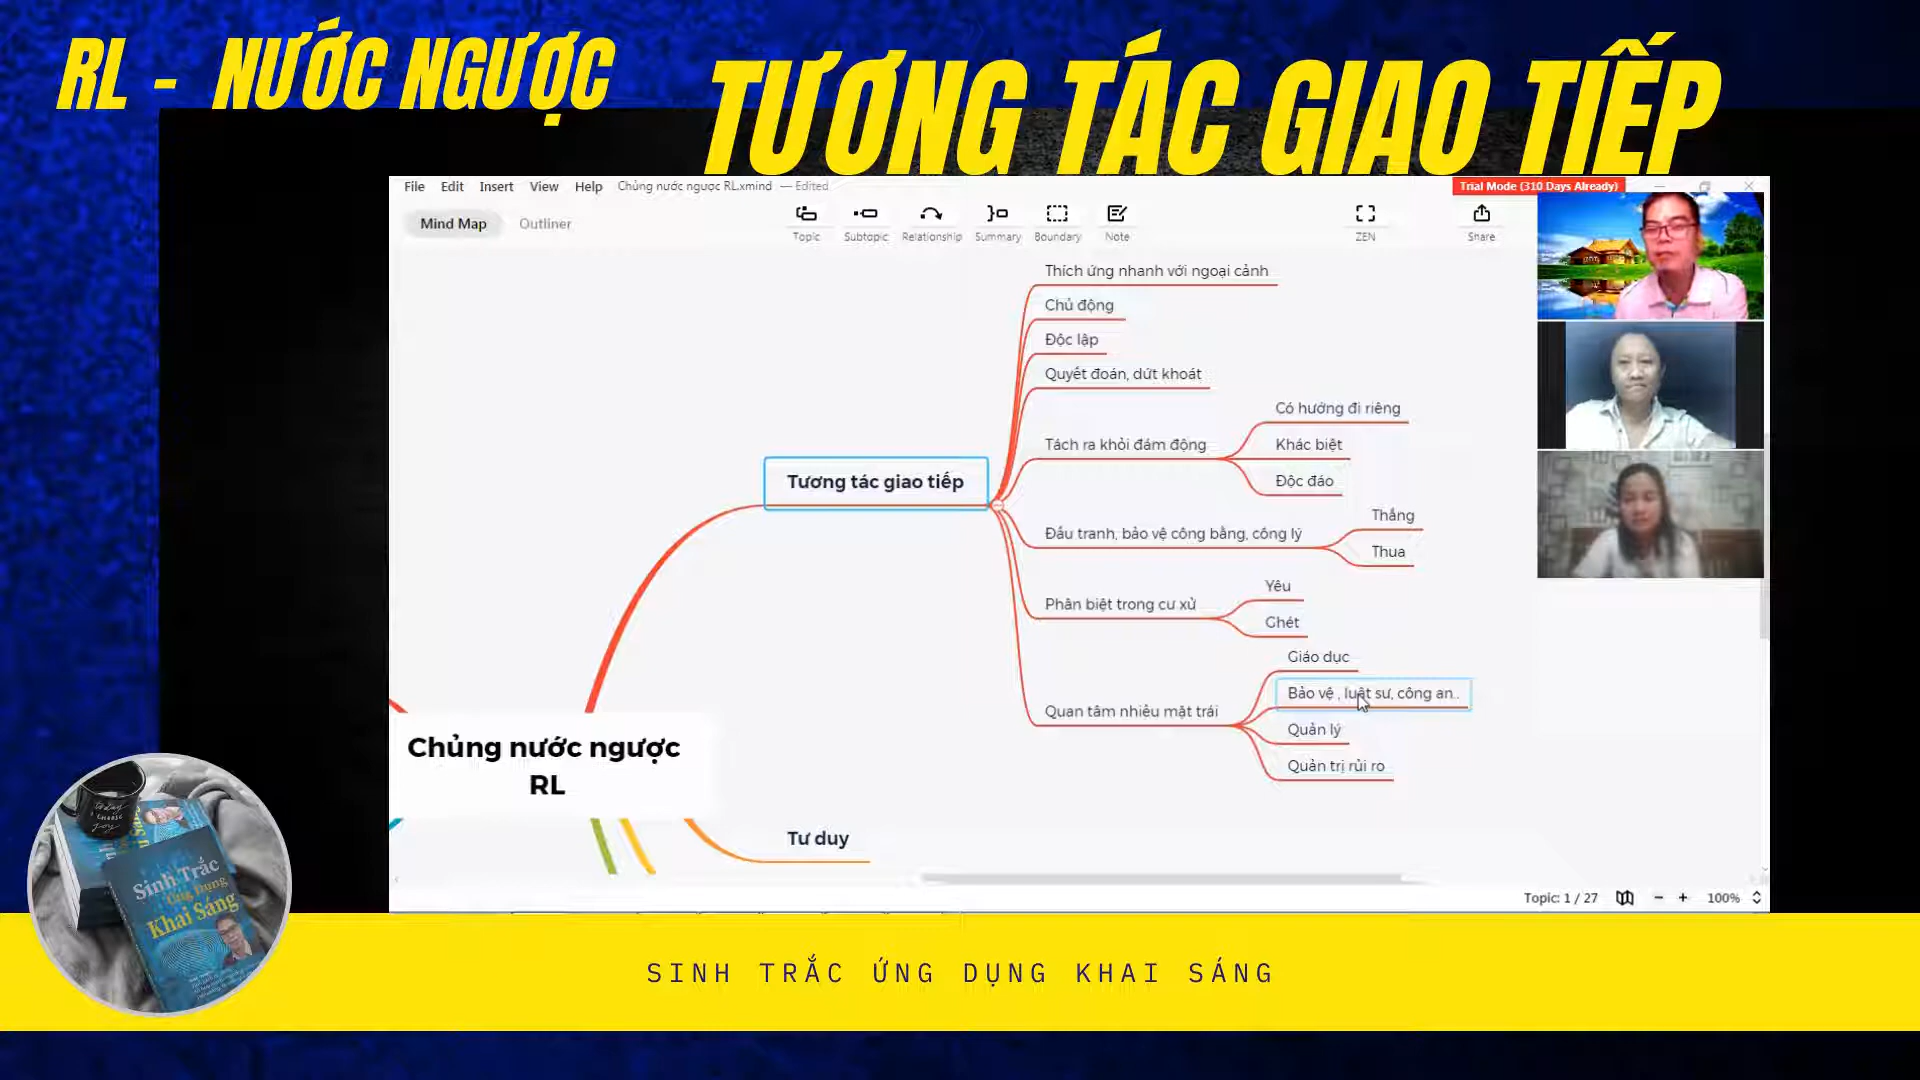 RL - NƯỚC NGƯỢC
TƯƠNG TÁC GIAO TIẾP
File Edit Insert View Help Chủng nước ngược RL.xmind — Edited
Trial Mode (310 Days Already)
Mind Map Outliner
Topic Subtopic Relationship Summary Boundary Note ZEN Share
Thích ứng nhanh với ngoại cảnh
Chủ động
Độc lập
Quyết đoán, dứt khoát
Có hướng đi riêng
Tách ra khỏi đám động
Khác biệt
Độc đáo
Tương tác giao tiếp
Thắng
Đấu tranh, bảo vệ công bằng, công lý
Thua
Yêu
Phân biệt trong cư xử
Ghét
Giáo dục
Bảo vệ , luật sư, công an..
Quan tâm nhiều mặt trái
Quản lý
Quản trị rủi ro
Chủng nước ngược
RL
Tư duy
Topic: 1 / 27
100%
Sinh Trắc
Ứng Dụng
Khai Sáng
SINH TRẮC ỨNG DỤNG KHAI SÁNG